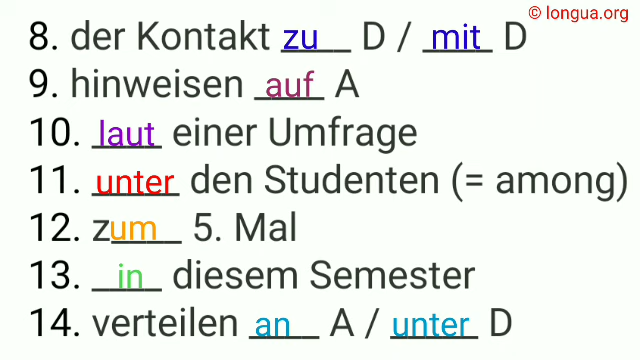 © longua.org
8. der Kontakt zu D / mit D
9. hinweisen auf A
10. laut einer Umfrage
11. unter den Studenten (= among)
12. zum 5. Mal
13. in diesem Semester
14. verteilen an A / unter D